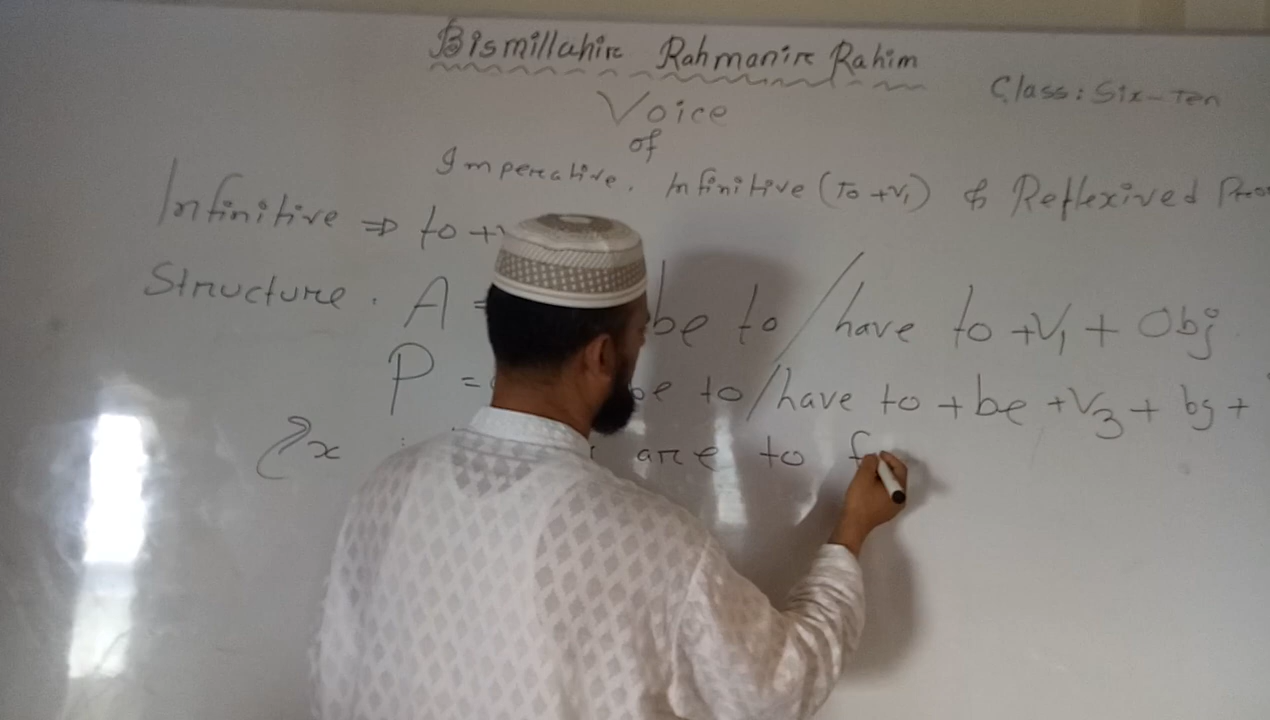 Bismillahir Rahmanir Rahim
Class: Six-Ten
Voice
of
Imperative, Infinitive (To +V1) & Reflexived
Infinitive ⇒ to +
Structure. A = be to/have to +V1 + Obj
P = be to/have to + be +V3 + by +
Ex are to